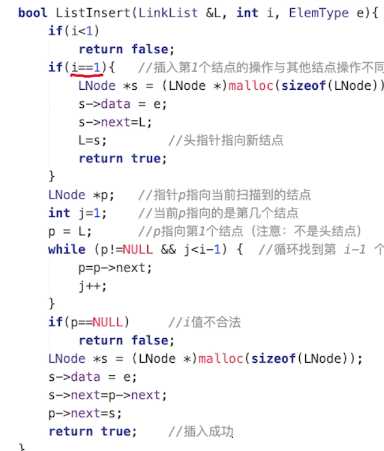 bool ListInsert(LinkList &L, int i, ElemType e){
if(i<1)
return false;
if(i==1){ //插入第1个结点的操作与其他结点操作不同
LNode *s = (LNode *)malloc(sizeof(LNode))
s->data = e;
s->next=L;
L=s; //头指针指向新结点
return true;
}
LNode *p; //指针p指向当前扫描到的结点
int j=1; //当前p指向的是第几个结点
p = L; //p指向第1个结点（注意：不是头结点）
while (p!=NULL && j<i-1) { //循环找到第 i-1 个
p=p->next;
j++;
}
if(p==NULL) //i值不合法
return false;
LNode *s = (LNode *)malloc(sizeof(LNode));
s->data = e;
s->next=p->next;
p->next=s;
return true; //插入成功
}